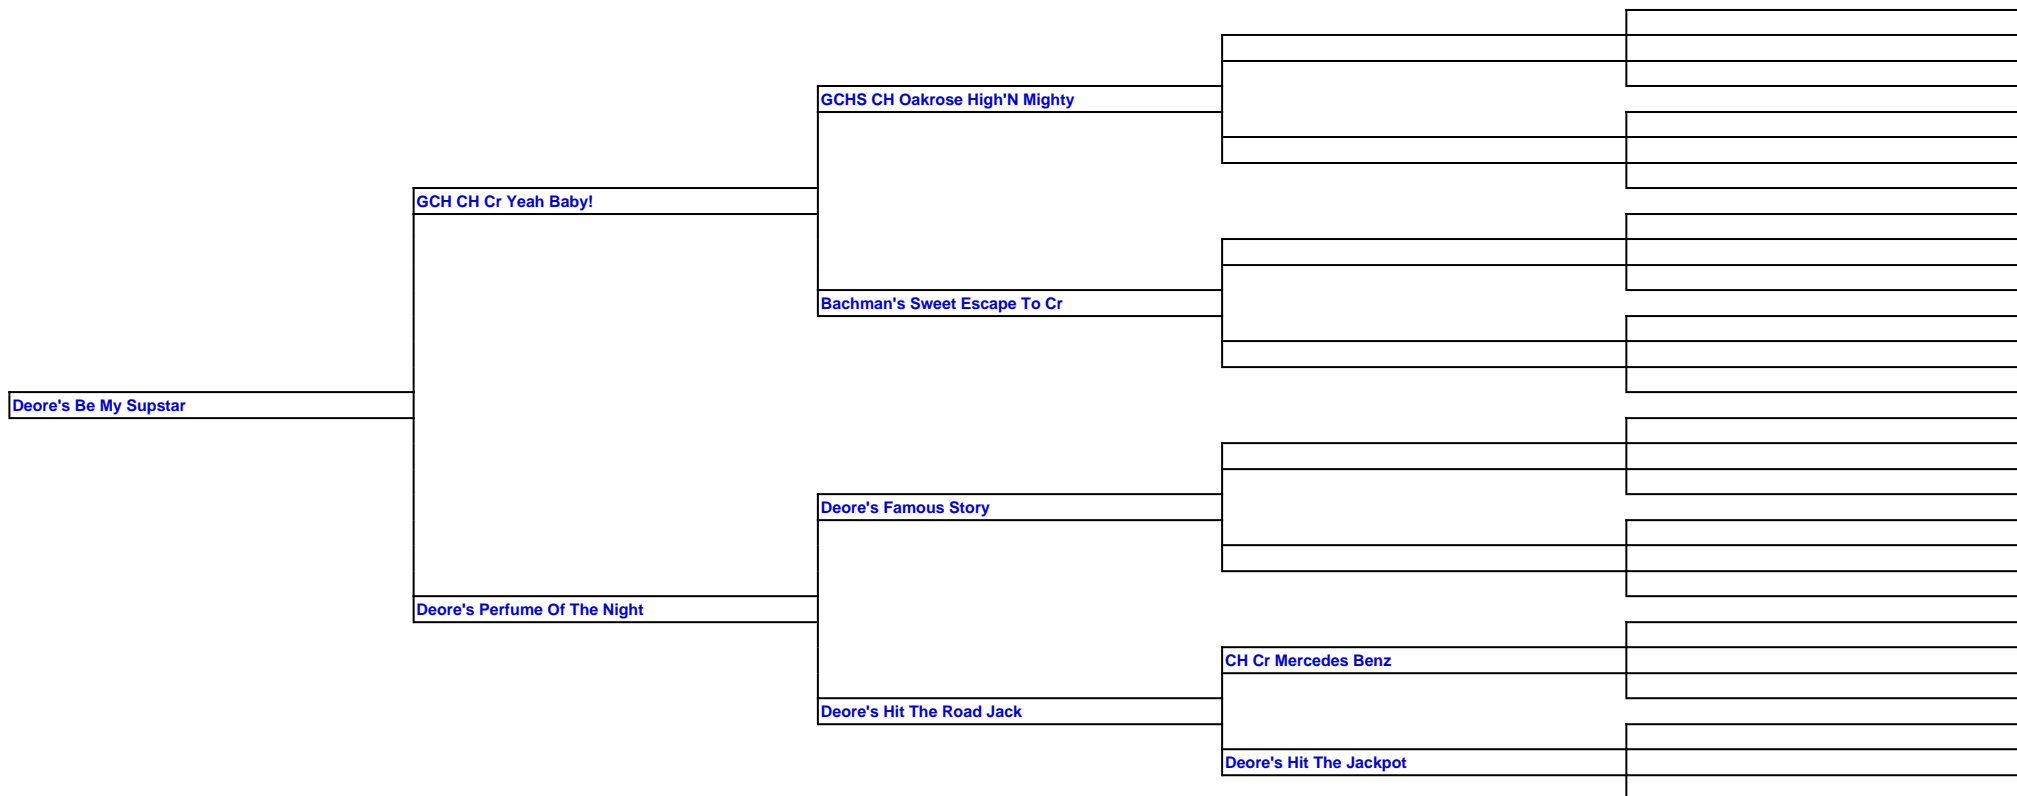 GCHS CH Oakrose High'N Mighty
GCH CH Cr Yeah Baby!
Bachman's Sweet Escape To Cr
Deore's Be My Supstar
Deore's Famous Story
Deore's Perfume Of The Night
CH Cr Mercedes Benz
Deore's Hit The Road Jack
Deore's Hit The Jackpot